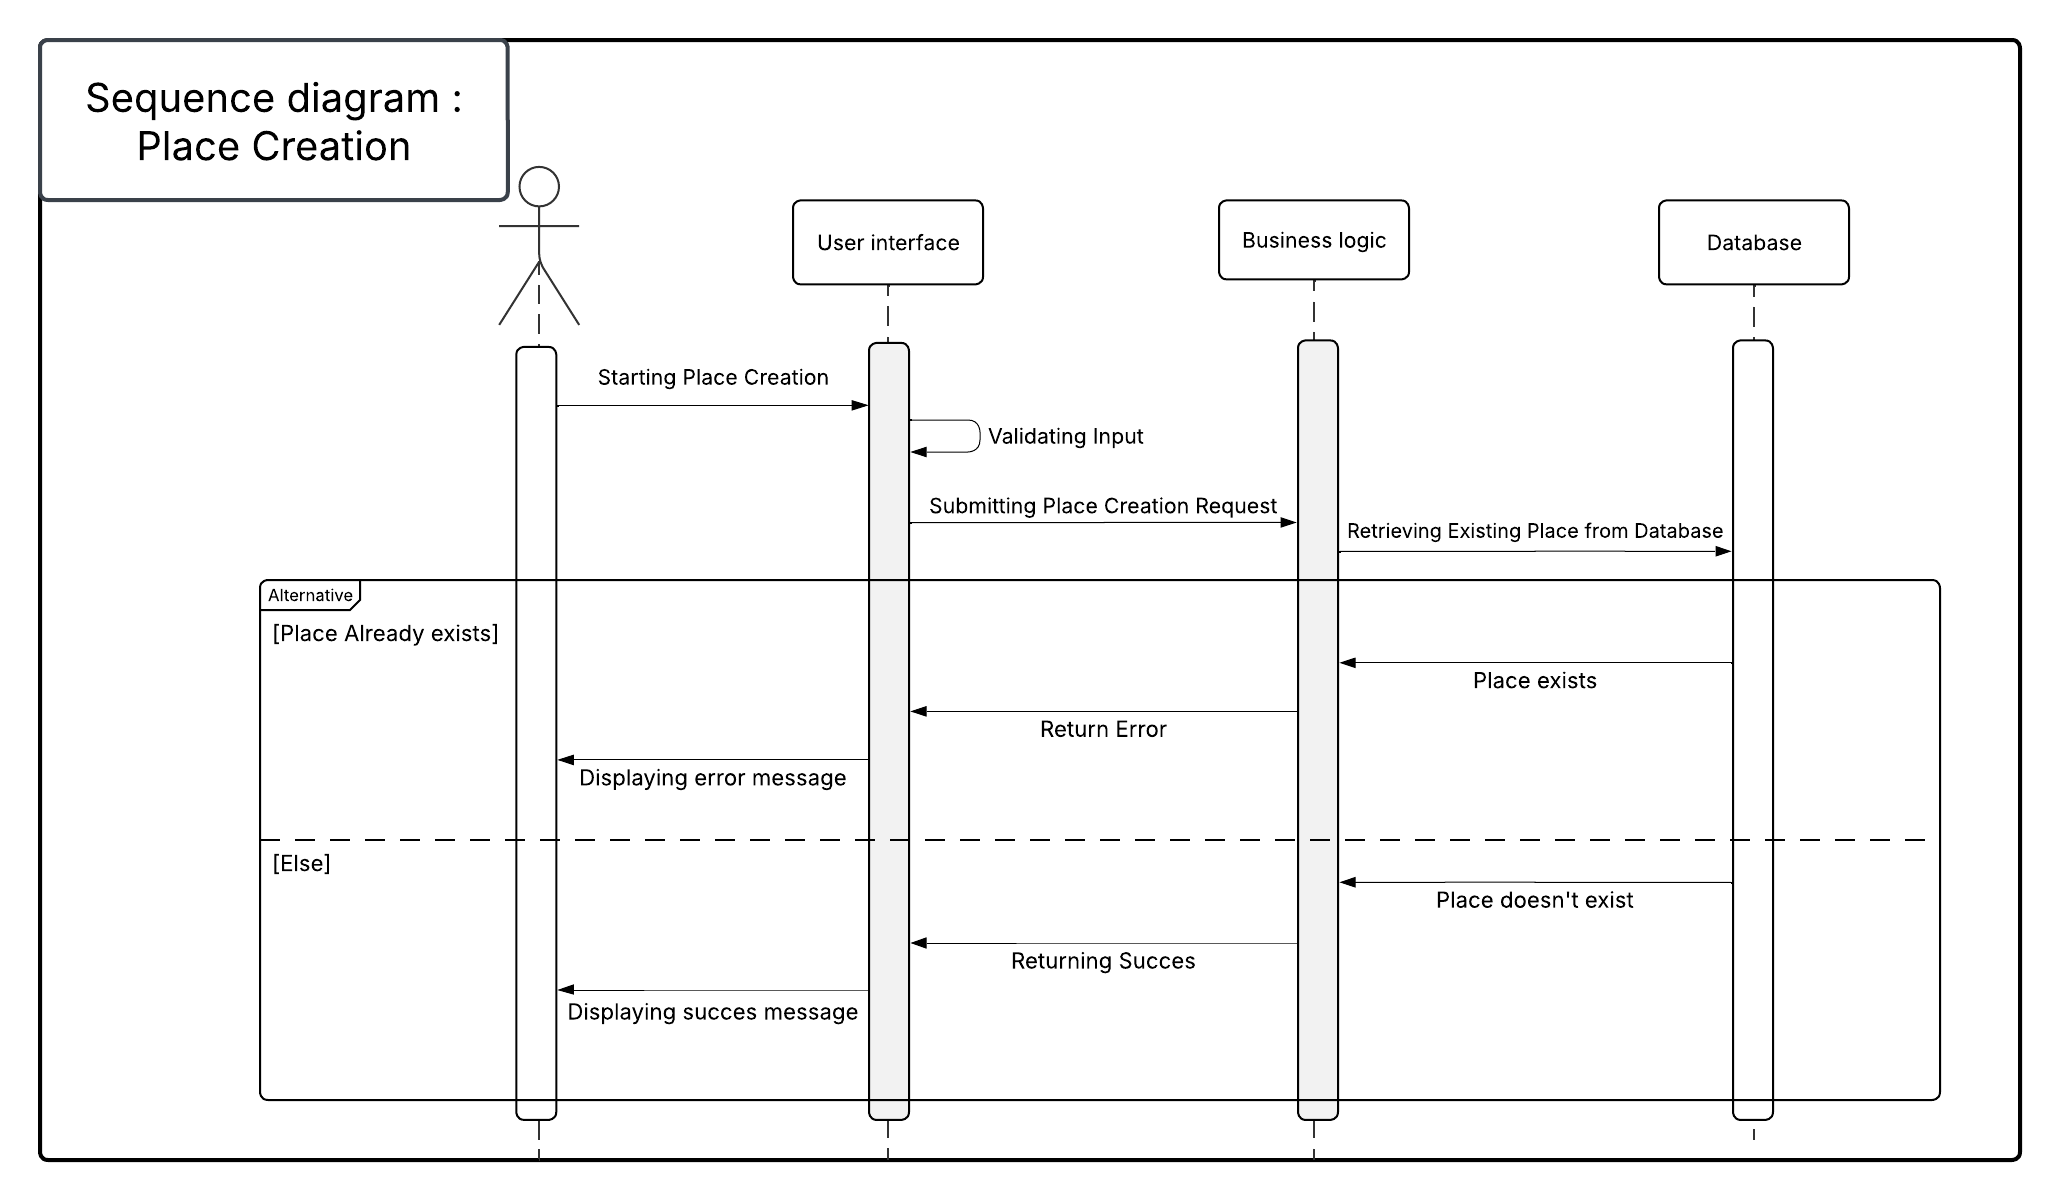 Sequence diagram :
Place Creation
User interface
Business logic
Database
Starting Place Creation
Validating Input
Submitting Place Creation Request
Retrieving Existing Place from Database
Alternative
[Place Already exists]
Place exists
Return Error
Displaying error message
[Else]
Place doesn't exist
Returning Succes
Displaying succes message